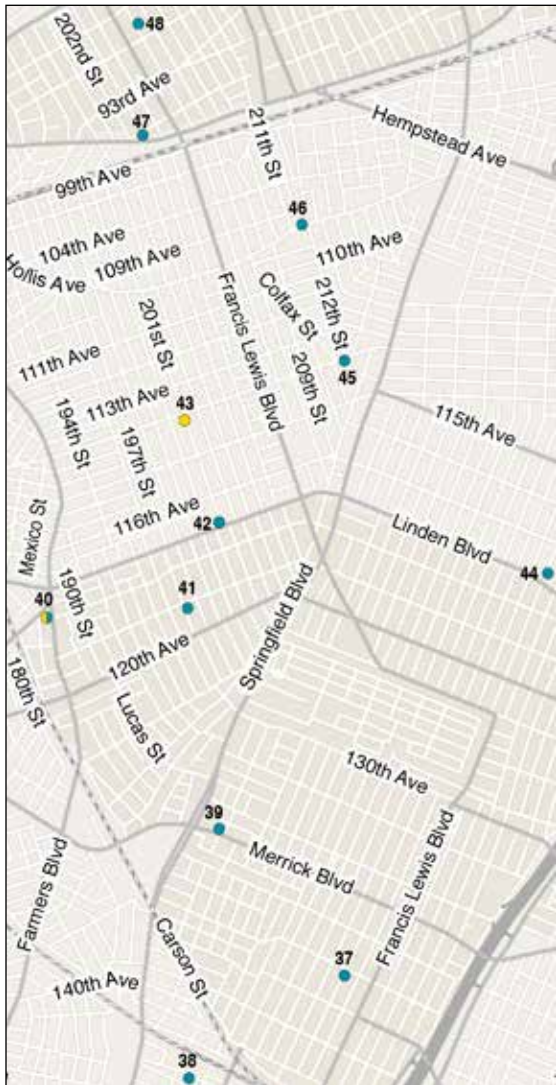 48
202nd St
93rd Ave
47
211th St
Hempstead Ave
99th Ave
46
104th Ave
110th Ave
Hollis Ave
109th Ave
Colfax St
212th St
Francis Lewis Blvd
201st St
111th Ave
209th St
45
113th Ave
43
194th St
197th St
115th Ave
116th Ave
42
Linden Blvd
Mexico St
44
190th St
41
40
Springfield Blvd
120th Ave
180th St
Lucas St
130th Ave
39
Merrick Blvd
Francis Lewis Blvd
Farmers Blvd
Carson St
37
140th Ave
38